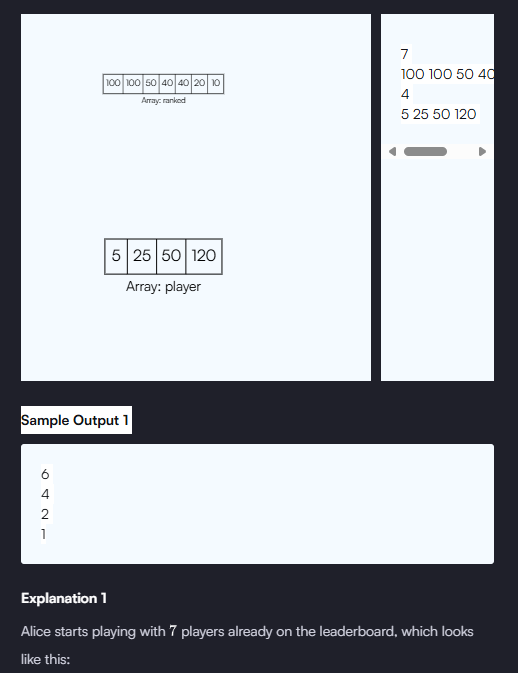 100 100 50 40 40 20 10
Array: ranked
5 25 50 120
Array: player
7
100 100 50 40
4
5 25 50 120
Sample Output 1
6
4
2
1
Explanation 1
Alice starts playing with 7 players already on the leaderboard, which looks
like this: